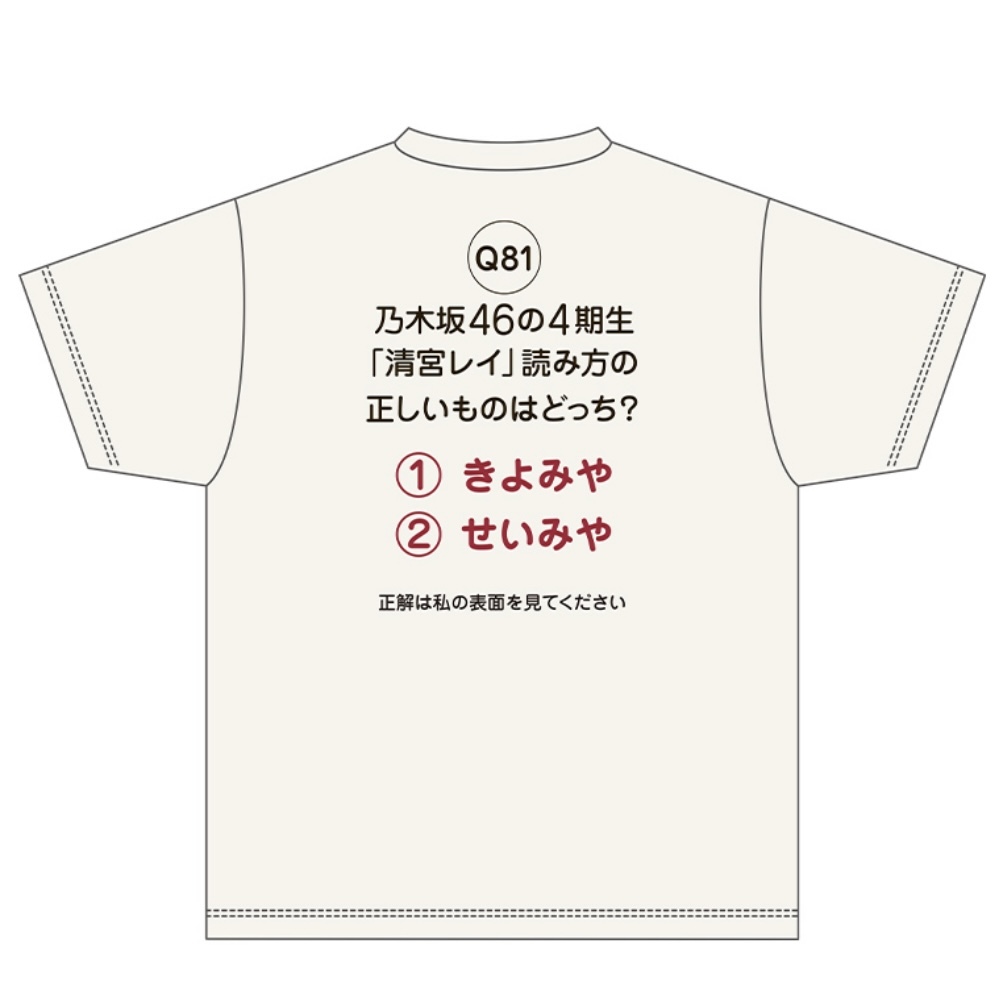 Q81
乃木坂46の4期生
「清宮レイ」読み方の
正しいものはどっち？
① きよみや
② せいみや
正解は私の表面を見てください